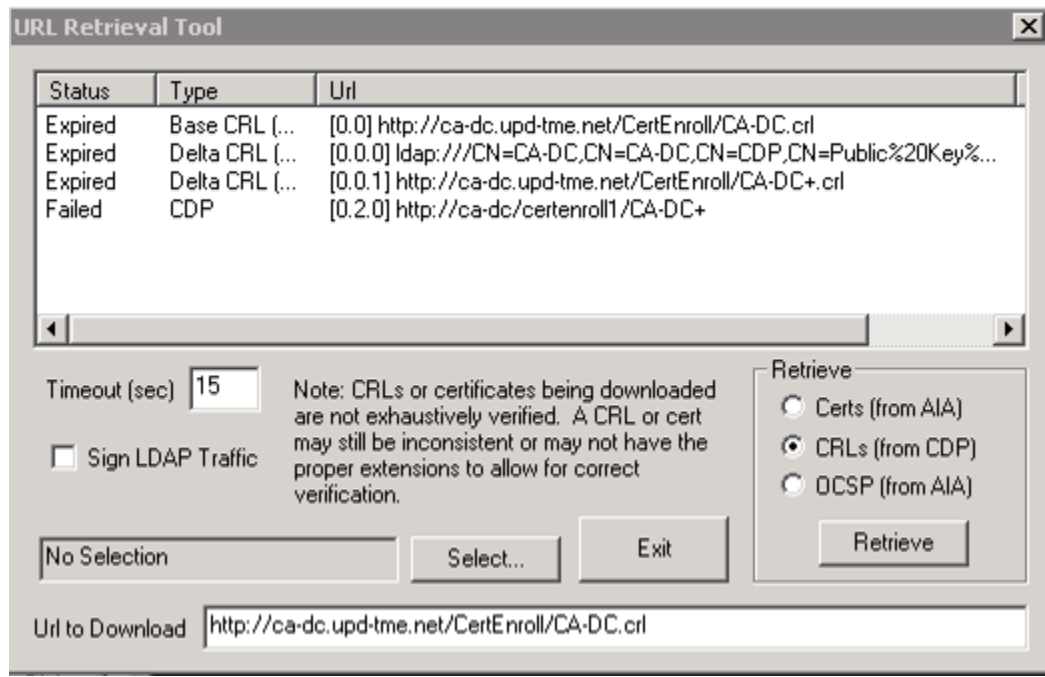 URL Retrieval Tool
Status Type Url
Expired Base CRL (... [0.0] http://ca-dc.upd-tme.net/CertEnroll/CA-DC.crl
Expired Delta CRL (... [0.0.0] ldap:///CN=CA-DC,CN=CA-DC,CN=CDP,CN=Public%20Key%...
Expired Delta CRL (... [0.0.1] http://ca-dc.upd-tme.net/CertEnroll/CA-DC+.crl
Failed CDP [0.2.0] http://ca-dc/certenroll1/CA-DC+
Timeout (sec) 15
Sign LDAP Traffic
Note: CRLs or certificates being downloaded
are not exhaustively verified. A CRL or cert
may still be inconsistent or may not have the
proper extensions to allow for correct
verification.
Retrieve
Certs (from AIA)
CRLs (from CDP)
OCSP (from AIA)
Retrieve
No Selection
Select...
Exit
Url to Download http://ca-dc.upd-tme.net/CertEnroll/CA-DC.crl